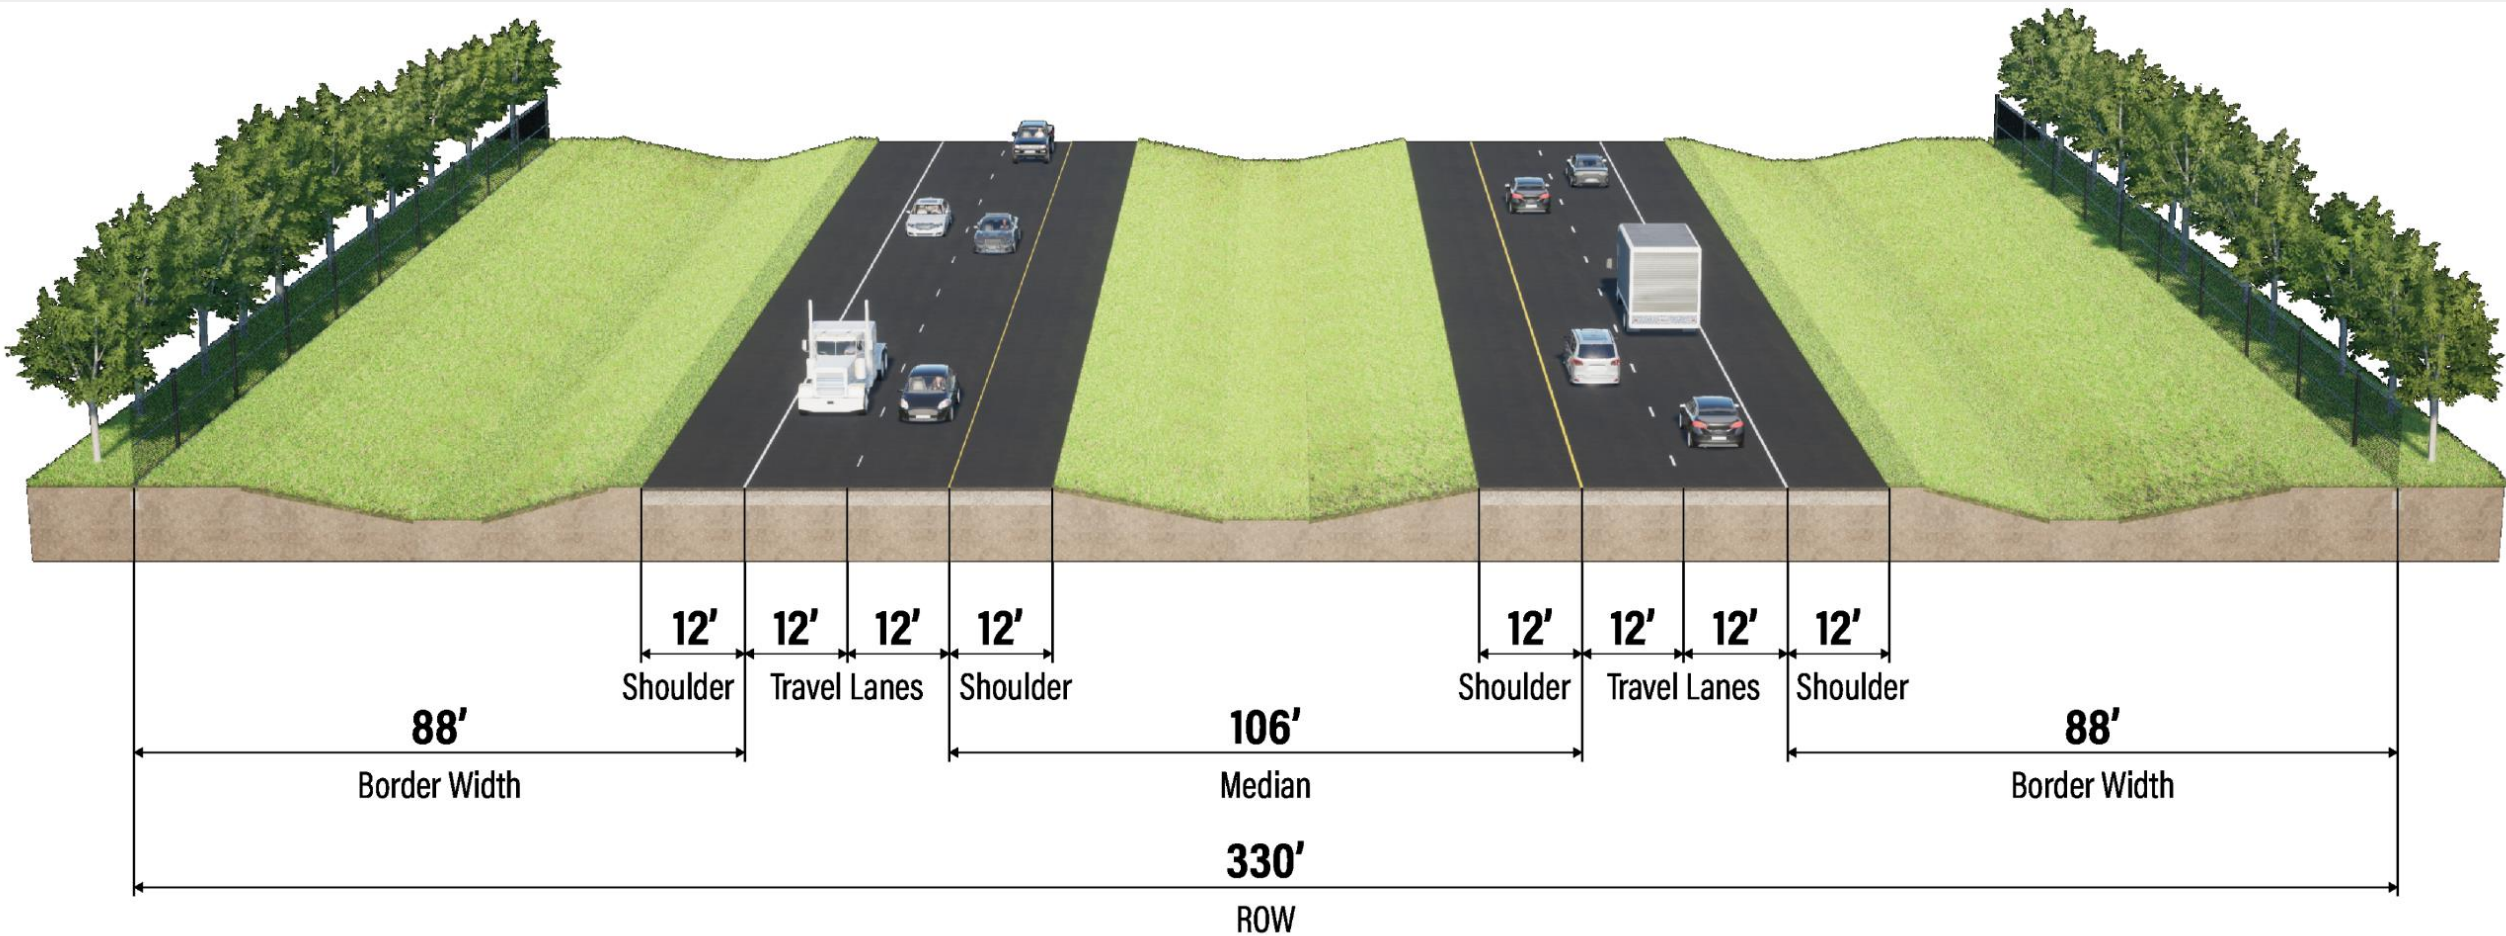 12′ 12′ 12′ 12′ 12′ 12′ 12′ 12′
Shoulder Travel Lanes Shoulder Shoulder Travel Lanes Shoulder
88′ 106′ 88′
Border Width Median Border Width
330′
ROW